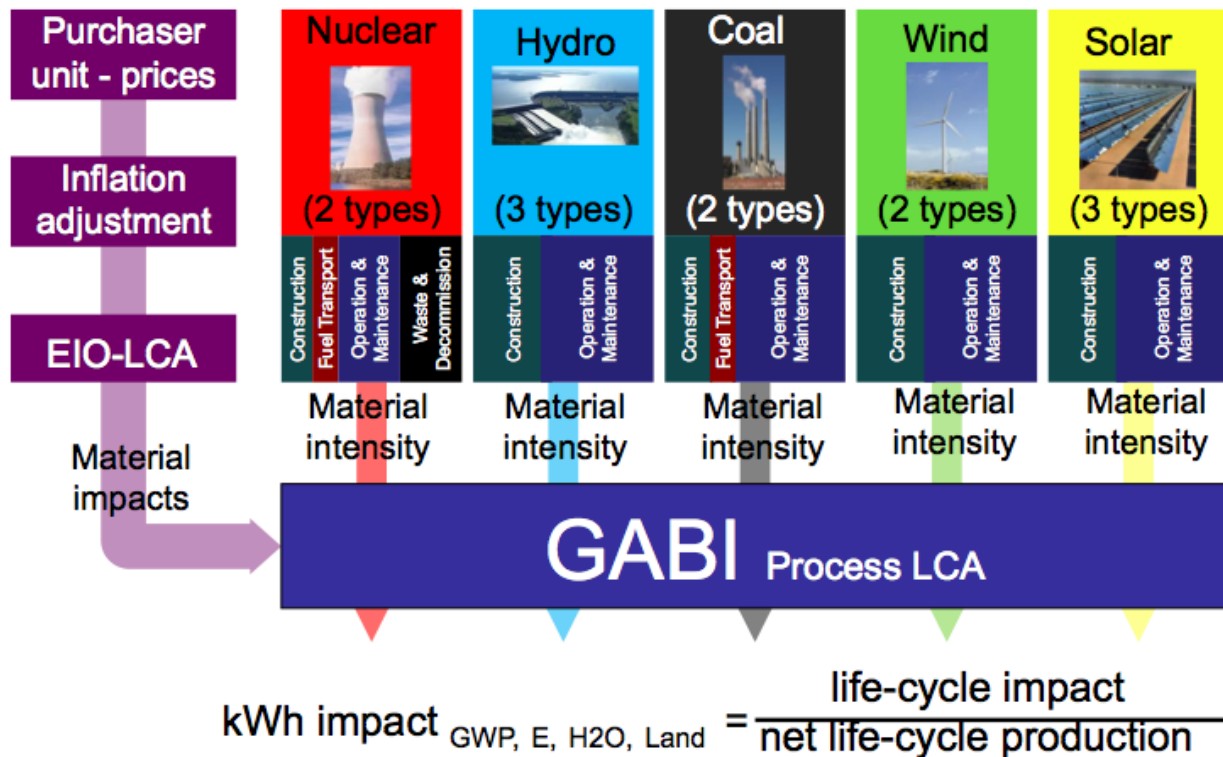 Purchaser
unit - prices
Inflation
adjustment
EIO-LCA
Material
impacts
Nuclear
(2 types)
Construction
Fuel Transport
Operation &
Maintenance
Waste &
Decommission
Material
intensity
Hydro
(3 types)
Construction
Operation &
Maintenance
Material
intensity
Coal
(2 types)
Construction
Fuel Transport
Operation &
Maintenance
Material
intensity
Wind
(2 types)
Construction
Operation &
Maintenance
Material
intensity
Solar
(3 types)
Construction
Operation &
Maintenance
Material
intensity
GABI Process LCA
life-cycle impact
kWh impact GWP, E, H2O, Land =
net life-cycle production